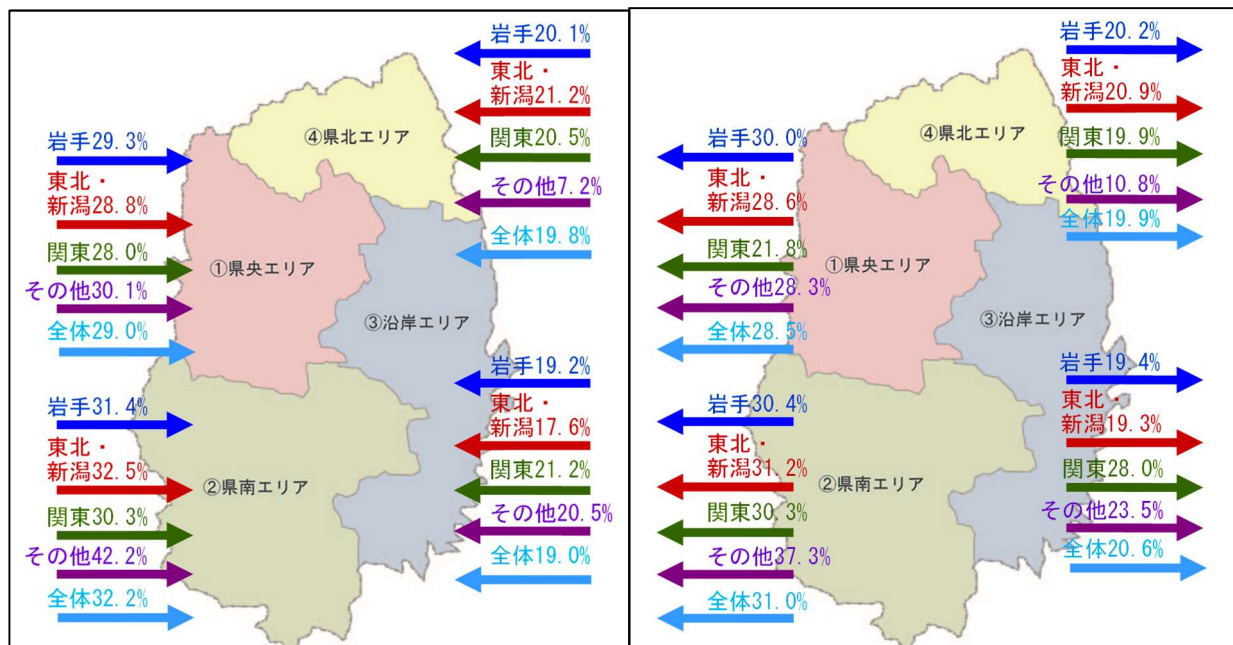 岩手20.1%
東北・
新潟21.2%
④県北エリア
関東20.5%
岩手29.3%
その他7.2%
東北・
新潟28.8%
全体19.8%
関東28.0%
①県央エリア
その他30.1%
③沿岸エリア
全体29.0%
岩手19.2%
岩手31.4%
東北・
新潟17.6%
東北・
新潟32.5%
関東21.2%
②県南エリア
関東30.3%
その他20.5%
その他42.2%
全体19.0%
全体32.2%
岩手20.2%
東北・
新潟20.9%
④県北エリア
関東19.9%
岩手30.0%
その他10.8%
東北・
新潟28.6%
全体19.9%
関東21.8%
①県央エリア
その他28.3%
③沿岸エリア
全体28.5%
岩手19.4%
岩手30.4%
東北・
新潟19.3%
東北・
新潟31.2%
関東28.0%
②県南エリア
関東30.3%
その他23.5%
その他37.3%
全体20.6%
全体31.0%